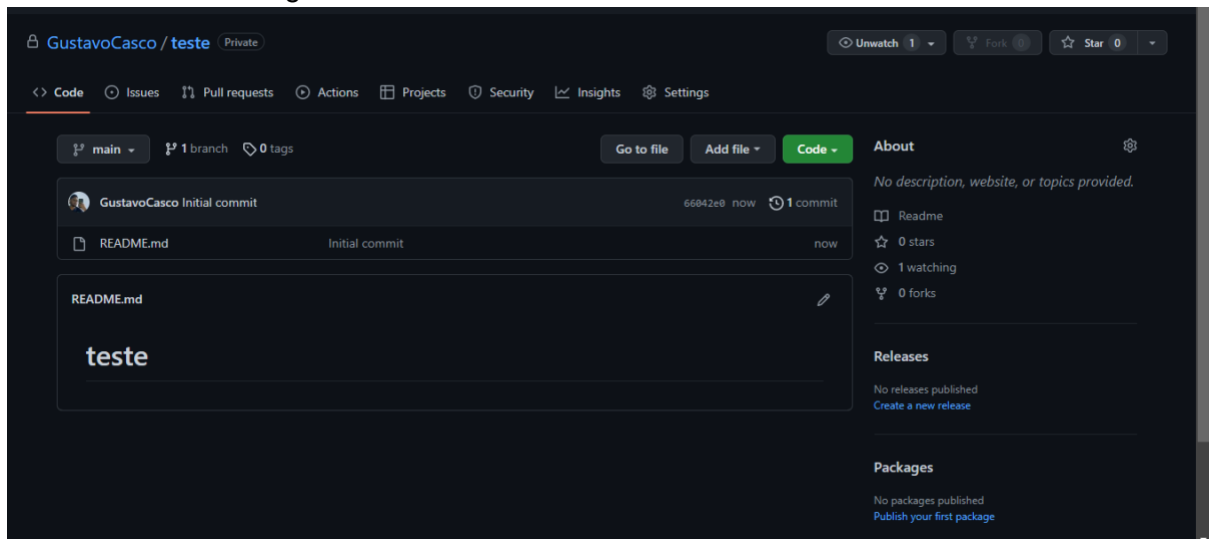 GustavoCasco / teste Private
Unwatch 1 Fork 0 Star 0
<> Code Issues Pull requests Actions Projects Security Insights Settings
main 1 branch 0 tags
Go to file Add file Code
GustavoCasco Initial commit 66042e0 now 1 commit
README.md Initial commit now
README.md
teste
About
No description, website, or topics provided.
Readme
0 stars
1 watching
0 forks
Releases
No releases published
Create a new release
Packages
No packages published
Publish your first package